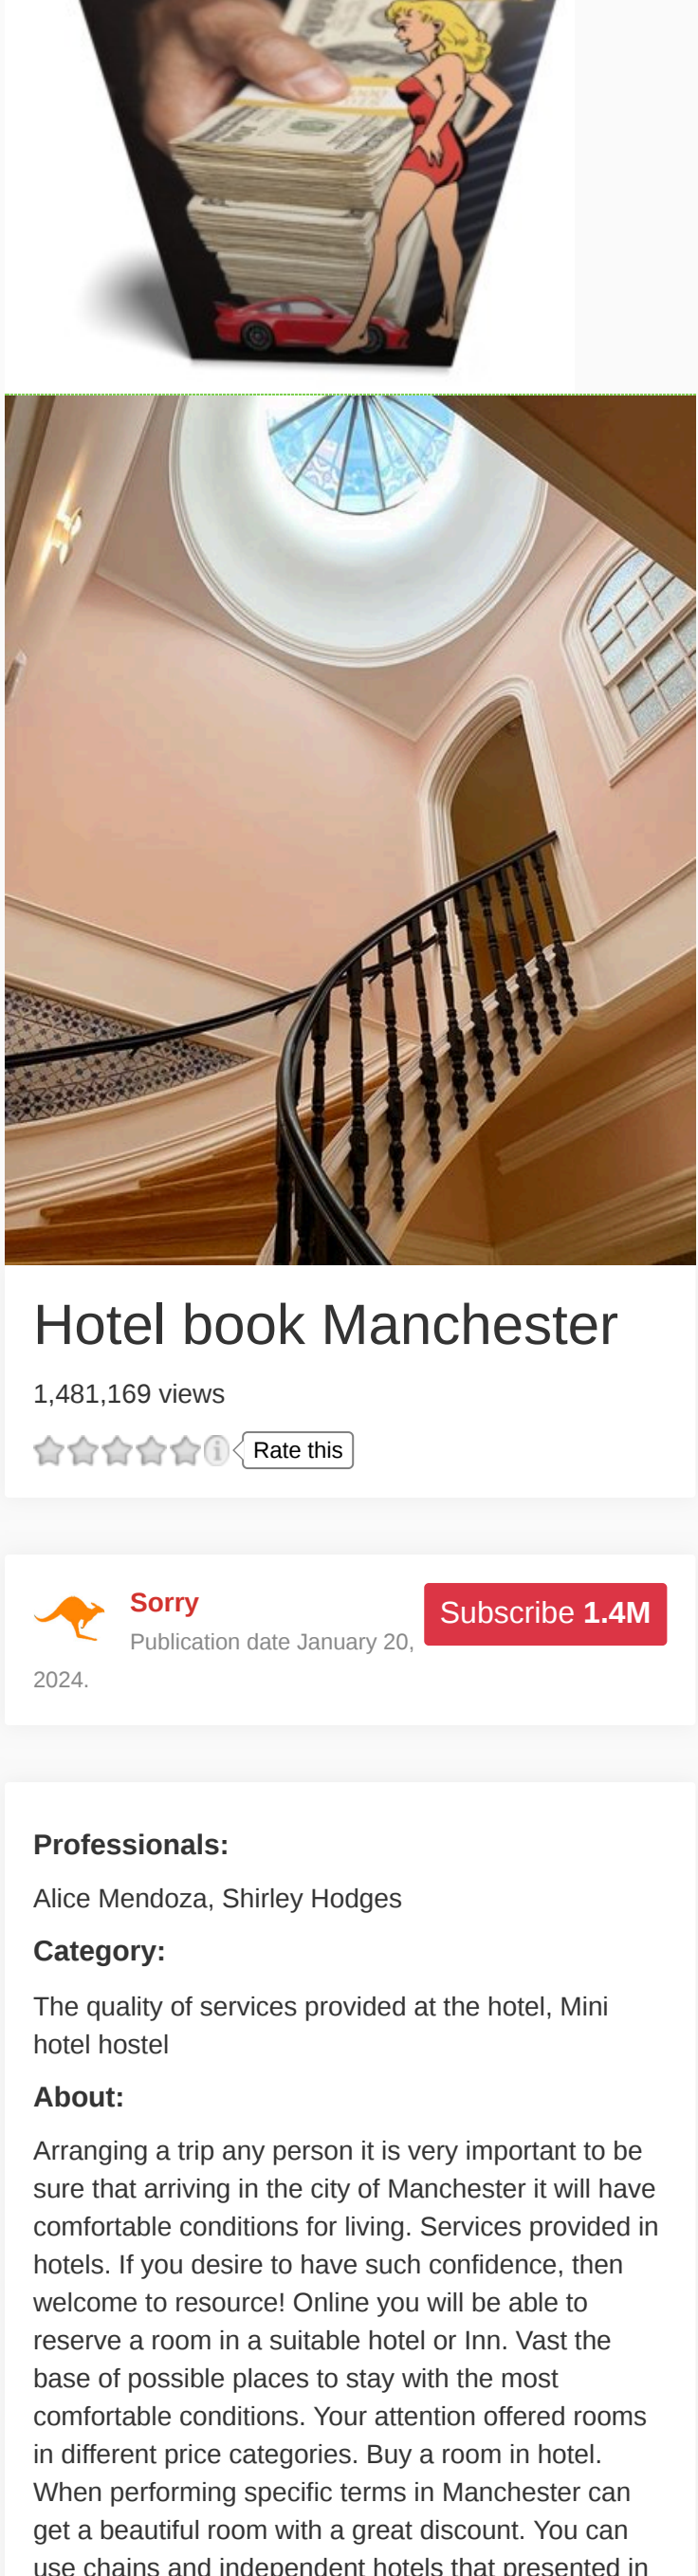 Hotel book Manchester
1,481,169 views
Rate this
Sorry
Subscribe 1.4M
Publication date January 20,
2024.
Professionals:
Alice Mendoza, Shirley Hodges
Category:
The quality of services provided at the hotel, Mini
hotel hostel
About:
Arranging a trip any person it is very important to be
sure that arriving in the city of Manchester it will have
comfortable conditions for living. Services provided in
hotels. If you desire to have such confidence, then
welcome to resource! Online you will be able to
reserve a room in a suitable hotel or Inn. Vast the
base of possible places to stay with the most
comfortable conditions. Your attention offered rooms
in different price categories. Buy a room in hotel.
When performing specific terms in Manchester can
get a beautiful room with a great discount. You can
use chains and independent hotels that presented in